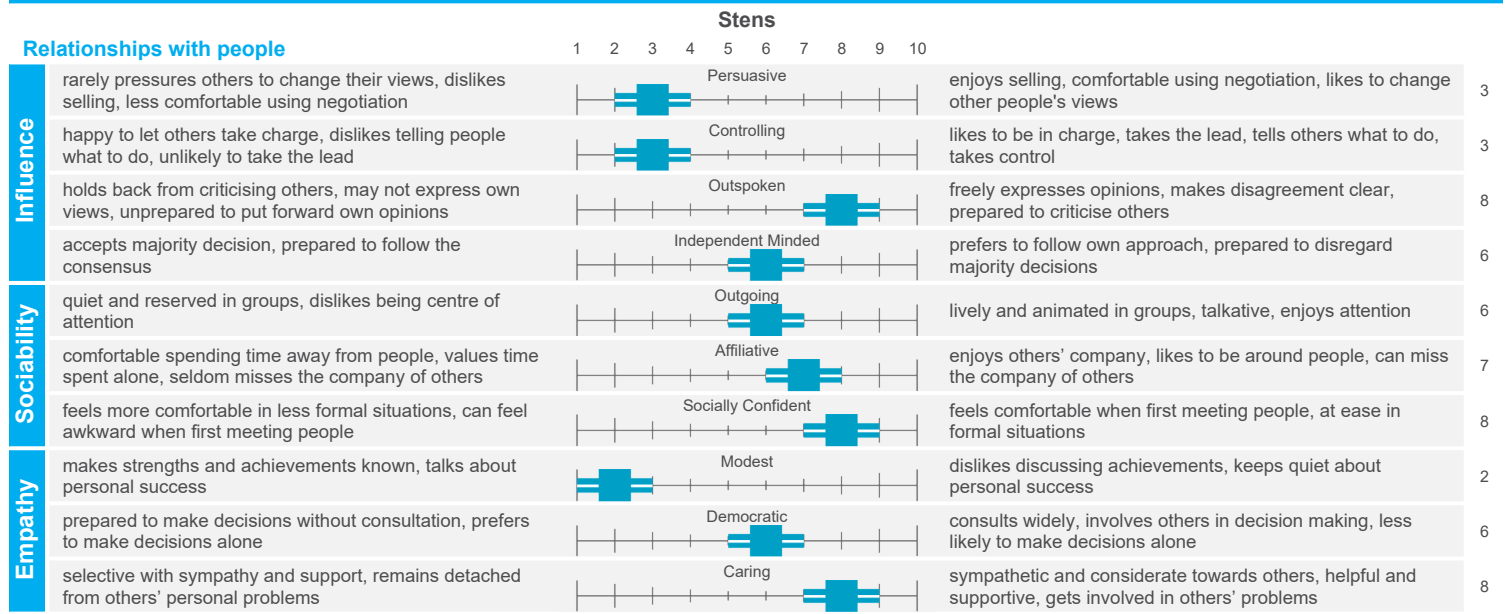 Stens
Relationships with people
1 2 3 4 5 6 7 8 9 10
Influence
rarely pressures others to change their views, dislikes
selling, less comfortable using negotiation
Persuasive
enjoys selling, comfortable using negotiation, likes to change
other people's views
3
happy to let others take charge, dislikes telling people
what to do, unlikely to take the lead
Controlling
likes to be in charge, takes the lead, tells others what to do,
takes control
3
holds back from criticising others, may not express own
views, unprepared to put forward own opinions
Outspoken
freely expresses opinions, makes disagreement clear,
prepared to criticise others
8
accepts majority decision, prepared to follow the
consensus
Independent Minded
prefers to follow own approach, prepared to disregard
majority decisions
6
Sociability
quiet and reserved in groups, dislikes being centre of
attention
Outgoing
lively and animated in groups, talkative, enjoys attention
6
comfortable spending time away from people, values time
spent alone, seldom misses the company of others
Affiliative
enjoys others’ company, likes to be around people, can miss
the company of others
7
feels more comfortable in less formal situations, can feel
awkward when first meeting people
Socially Confident
feels comfortable when first meeting people, at ease in
formal situations
8
Empathy
makes strengths and achievements known, talks about
personal success
Modest
dislikes discussing achievements, keeps quiet about
personal success
2
prepared to make decisions without consultation, prefers
to make decisions alone
Democratic
consults widely, involves others in decision making, less
likely to make decisions alone
6
selective with sympathy and support, remains detached
from others’ personal problems
Caring
sympathetic and considerate towards others, helpful and
supportive, gets involved in others’ problems
8